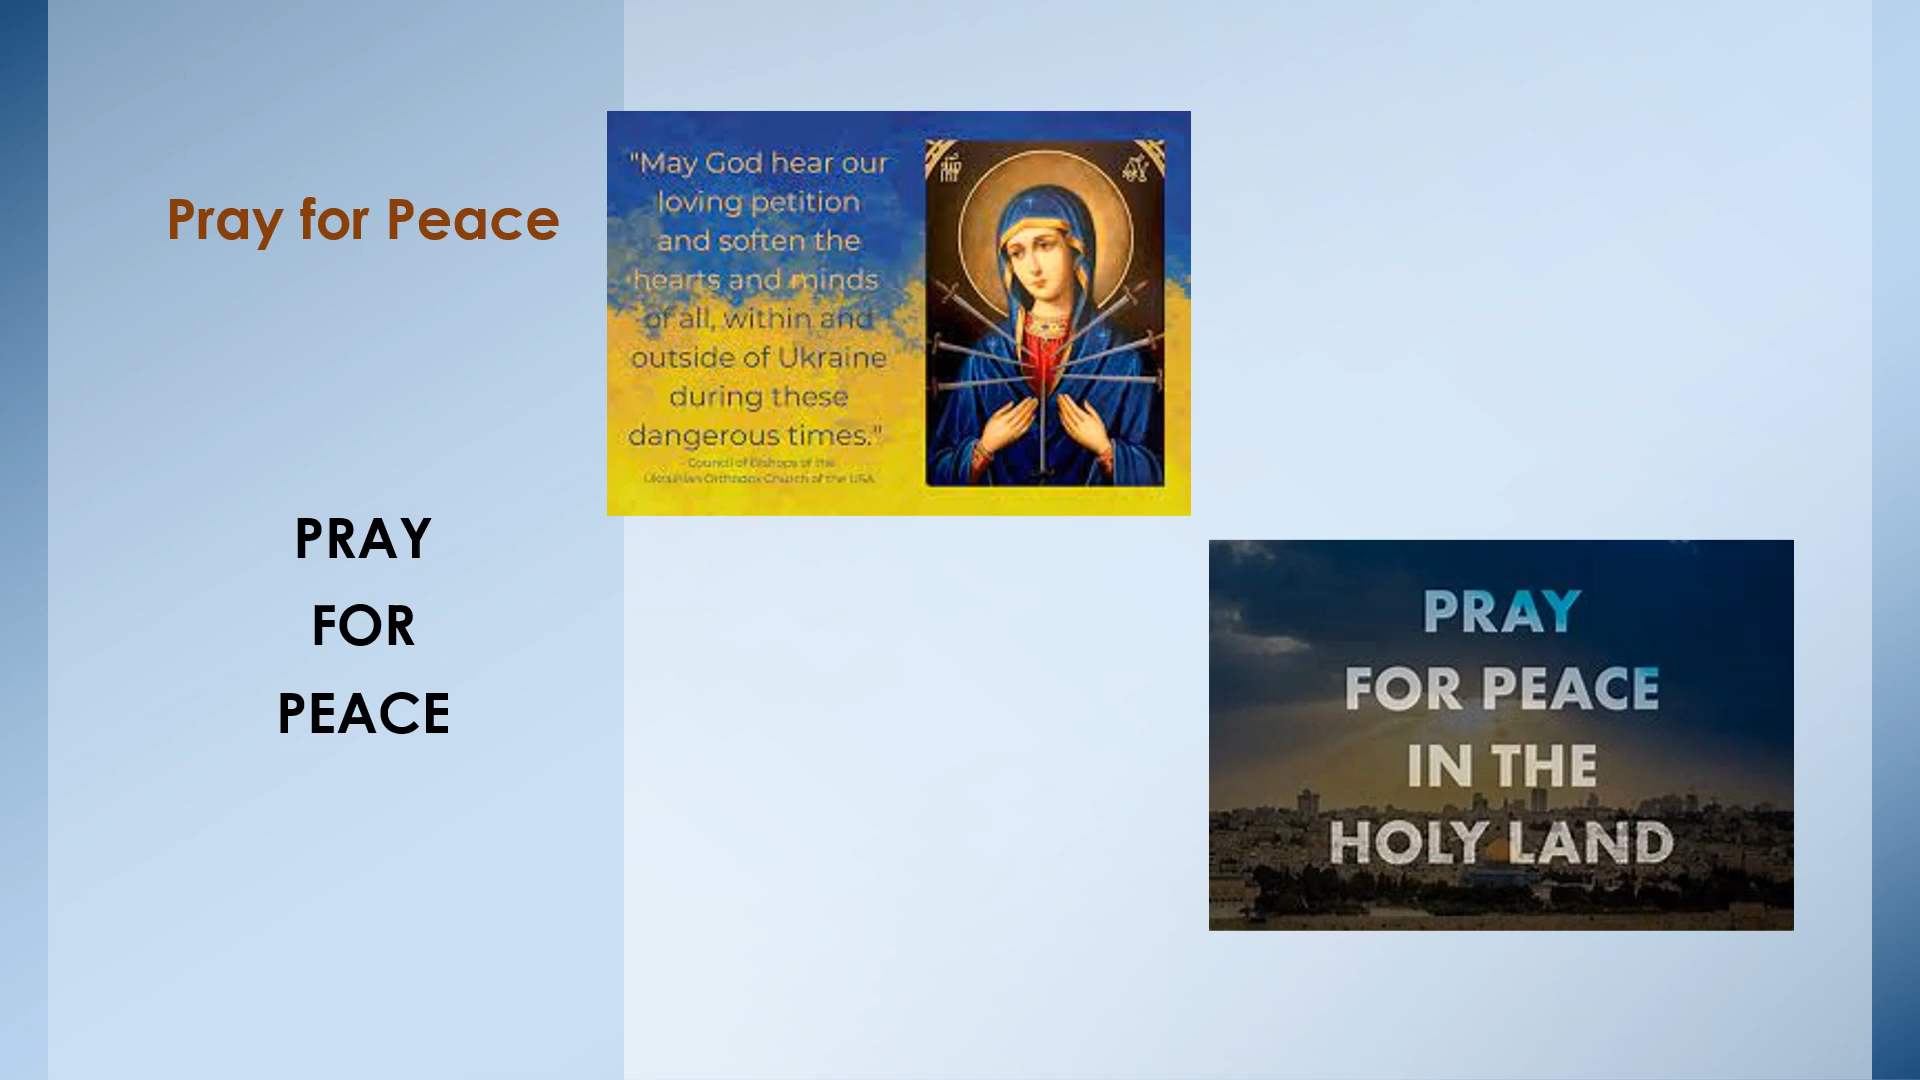 Pray for Peace
PRAY
FOR
PEACE
"May God hear our
loving petition
and soften the
hearts and minds
of all, within and
outside of Ukraine
during these
dangerous times."
- Council of Bishops of the
Ukrainian Orthodox Church of the USA
PRAY
FOR PEACE
IN THE
HOLY LAND